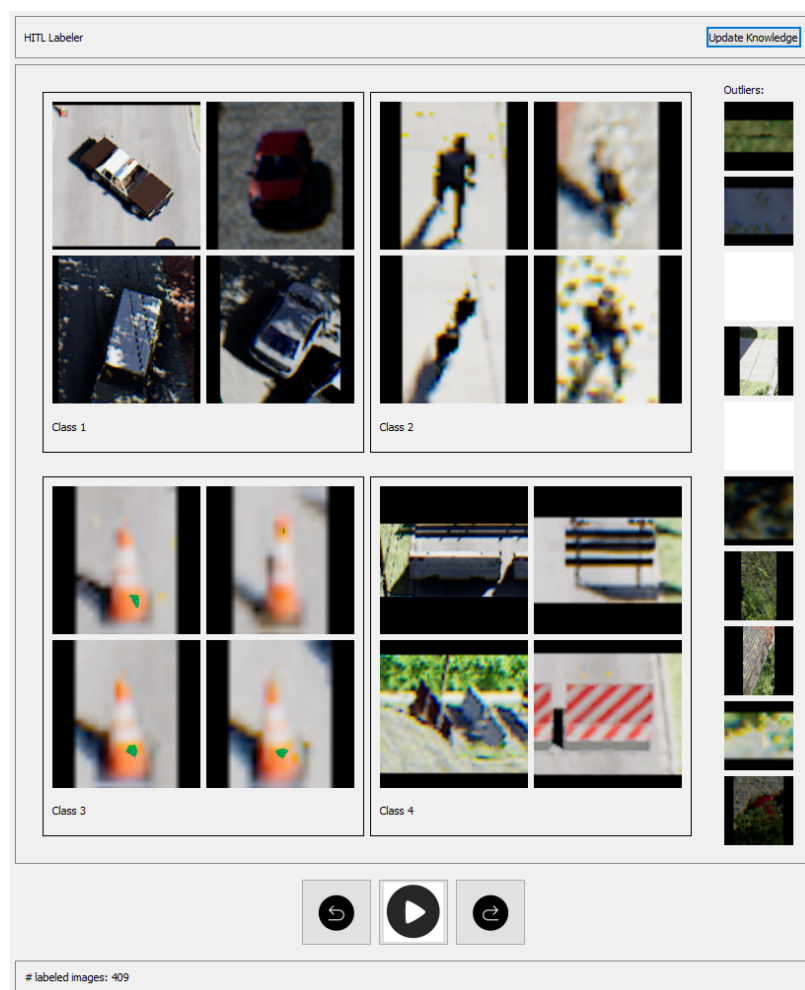 HITL Labeler
Update Knowledge
Outliers:
Class 1
Class 2
Class 3
Class 4
# labeled images: 409